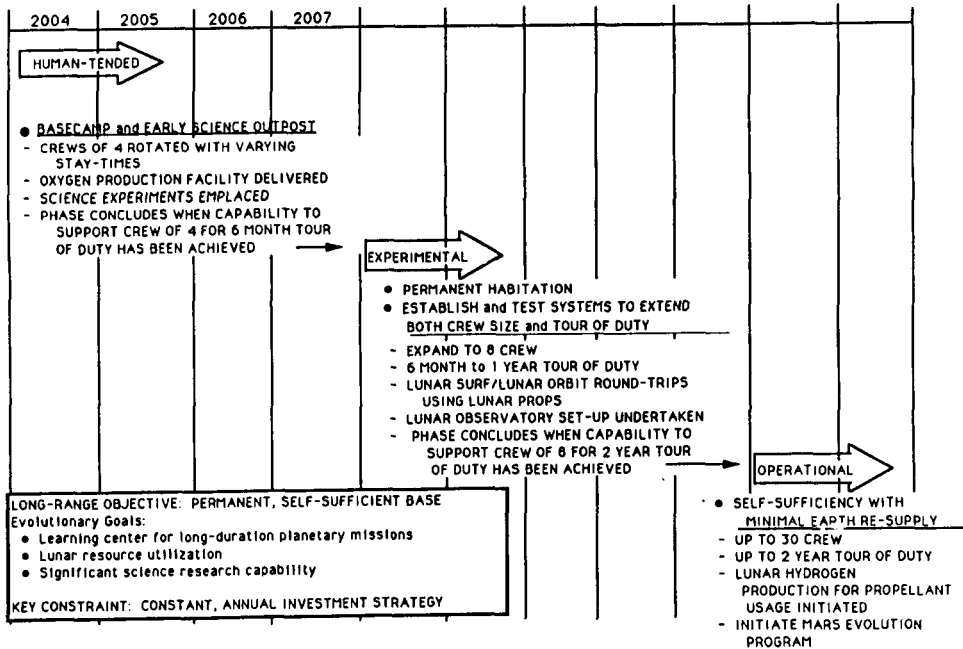 2004 2005 2006 2007
HUMAN-TENDED
● BASECAMP and EARLY SCIENCE OUTPOST
- CREWS OF 4 ROTATED WITH VARYING
STAY-TIMES
- OXYGEN PRODUCTION FACILITY DELIVERED
- SCIENCE EXPERIMENTS EMPLACED
- PHASE CONCLUDES WHEN CAPABILITY TO
SUPPORT CREW OF 4 FOR 6 MONTH TOUR
OF DUTY HAS BEEN ACHIEVED
EXPERIMENTAL
● PERMANENT HABITATION
● ESTABLISH and TEST SYSTEMS TO EXTEND
BOTH CREW SIZE and TOUR OF DUTY
- EXPAND TO 8 CREW
- 6 MONTH to 1 YEAR TOUR OF DUTY
- LUNAR SURF/LUNAR ORBIT ROUND-TRIPS
USING LUNAR PROPS
- LUNAR OBSERVATORY SET-UP UNDERTAKEN
- PHASE CONCLUDES WHEN CAPABILITY TO
SUPPORT CREW OF 8 FOR 2 YEAR TOUR
OF DUTY HAS BEEN ACHIEVED
OPERATIONAL
● SELF-SUFFICIENCY WITH
MINIMAL EARTH RE-SUPPLY
- UP TO 30 CREW
- UP TO 2 YEAR TOUR OF DUTY
- LUNAR HYDROGEN
PRODUCTION FOR PROPELLANT
USAGE INITIATED
- INITIATE MARS EVOLUTION
PROGRAM
LONG-RANGE OBJECTIVE: PERMANENT, SELF-SUFFICIENT BASE
Evolutionary Goals:
● Learning center for long-duration planetary missions
● Lunar resource utilization
● Significant science research capability
KEY CONSTRAINT: CONSTANT, ANNUAL INVESTMENT STRATEGY